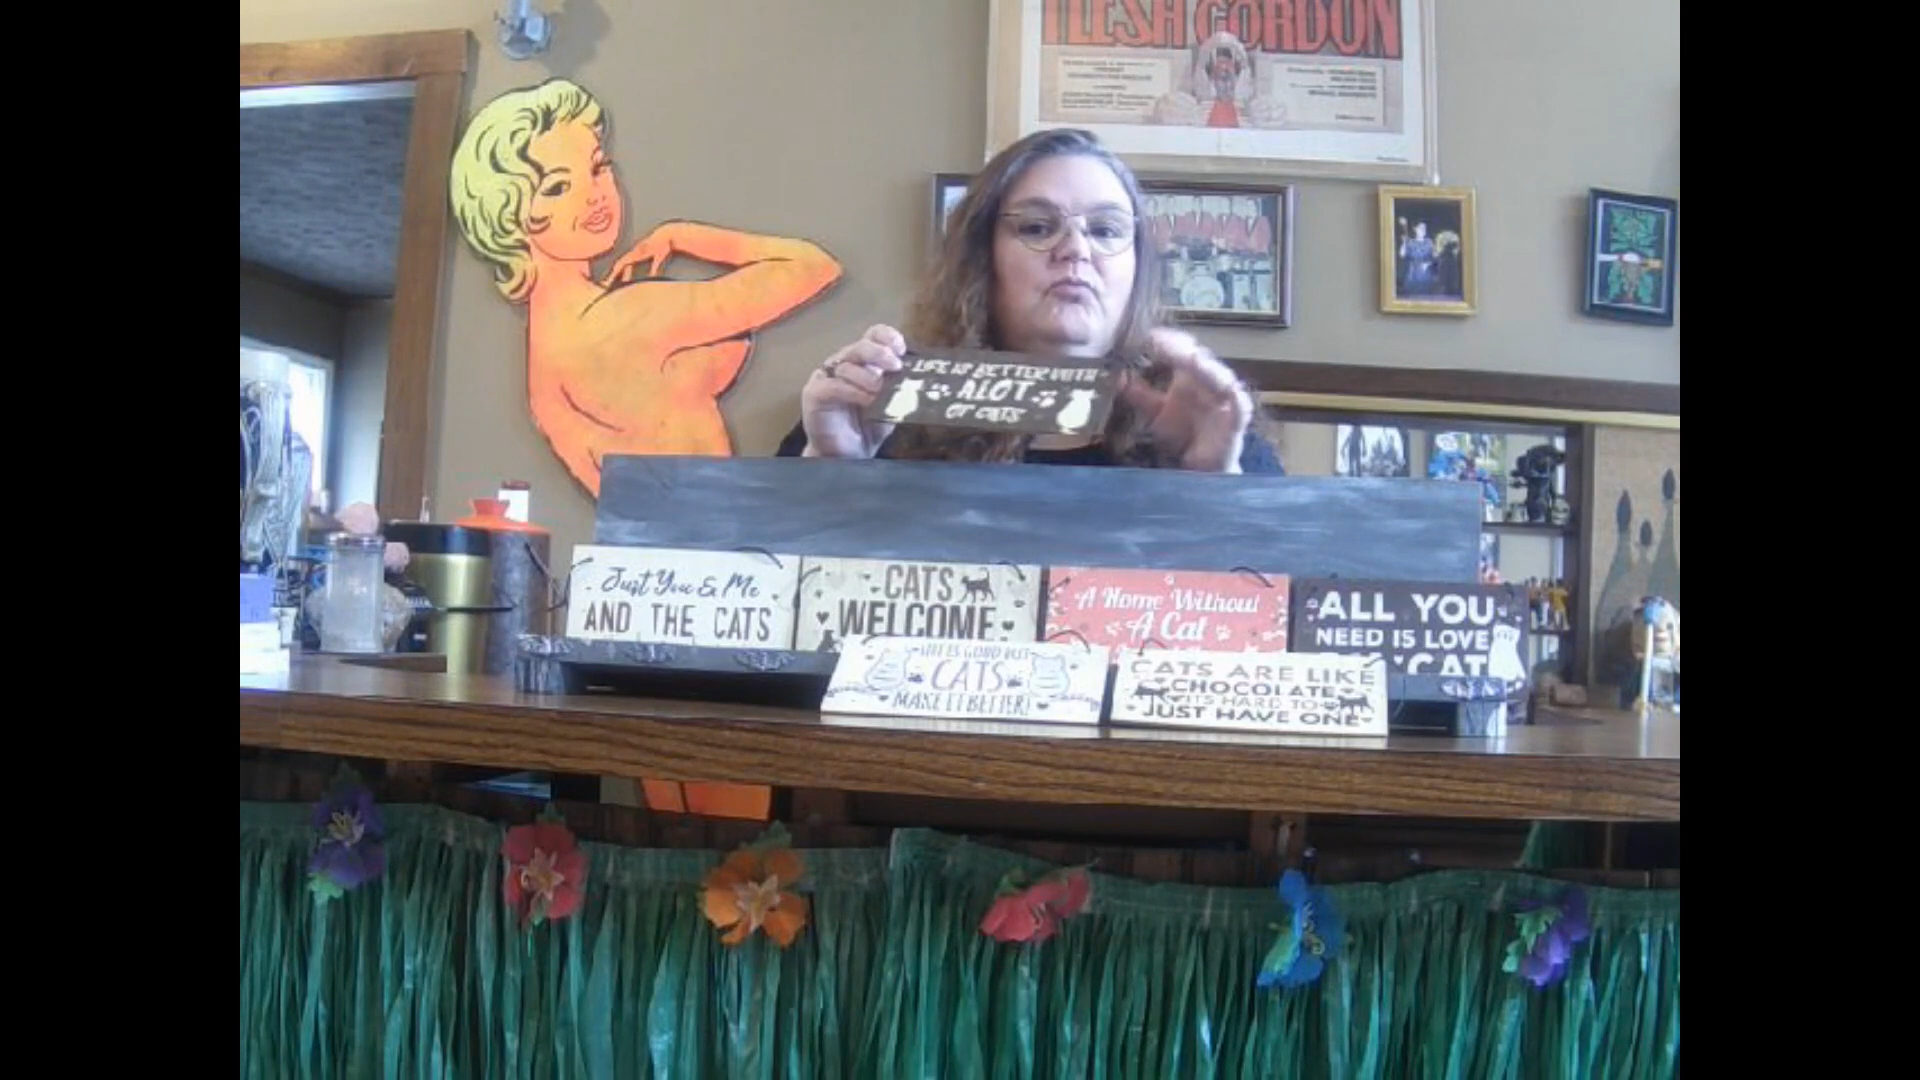 FLESH GORDON
LIFE IS BETTER WITH
ALOT
OF CATS
Just You & Me
AND THE CATS
CATS
WELCOME
A Home Without
A Cat
ALL YOU
NEED IS LOVE
CAT
LIFE IS GOOD BUT
CATS
MAKE IT BETTER!
CATS ARE LIKE
CHOCOLATE
IT'S HARD TO
JUST HAVE ONE